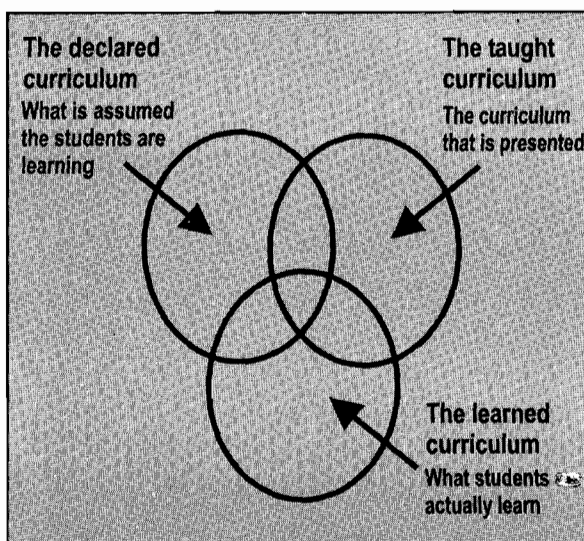 The declared
curriculum
What is assumed
the students are
learning
The taught
curriculum
The curriculum
that is presented
The learned
curriculum
What students
actually learn